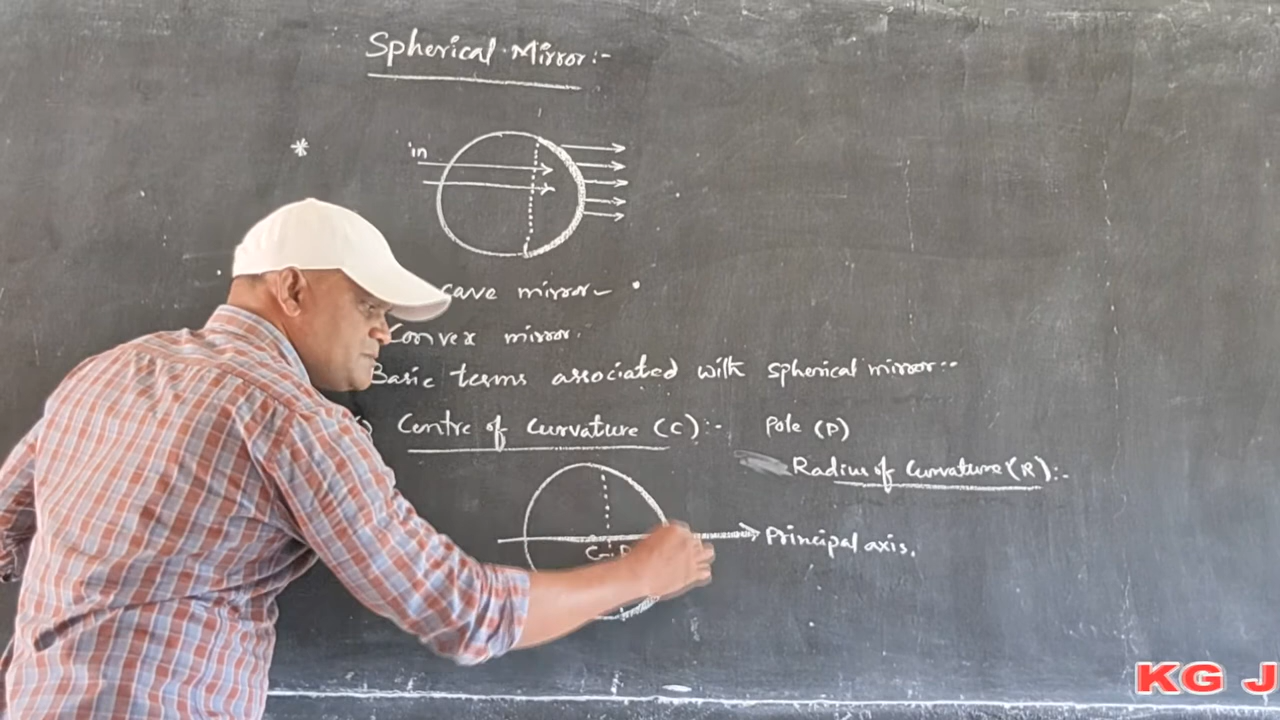 Spherical Mirror:-
*
in
cave mirror -
Convex mirror.
Basic terms associated with spherical mirror:-
Centre of Curvature (C):- Pole (P)
Radius of Curvature (R):-
Principal axis.
C
KG J